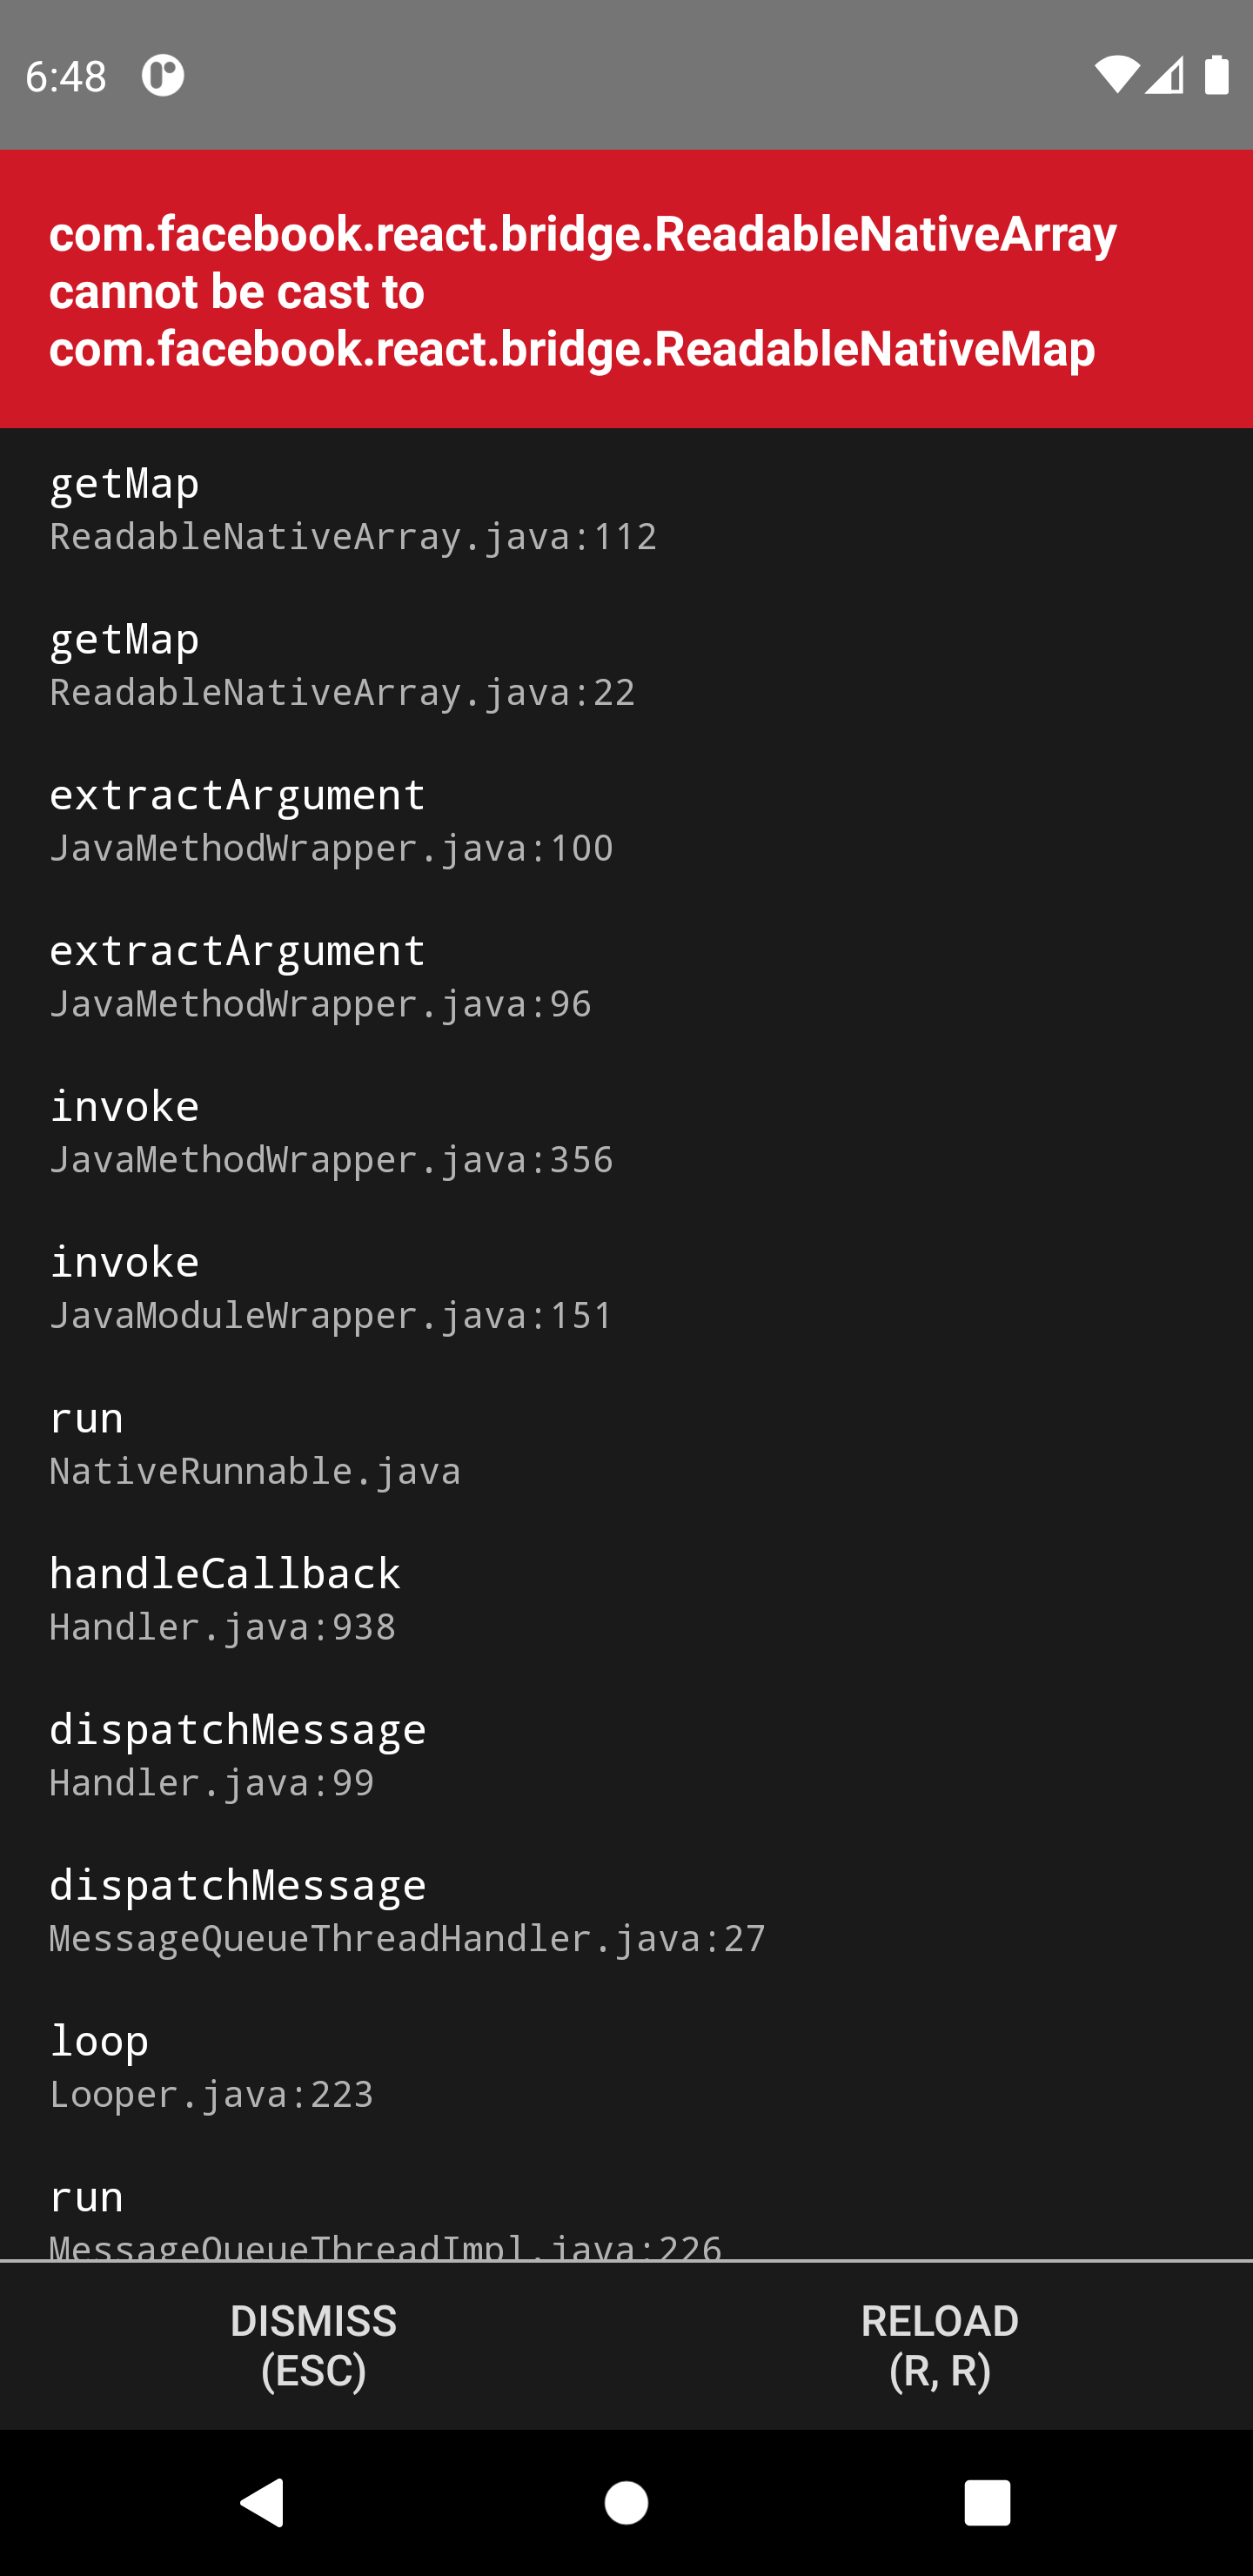 6:48
com.facebook.react.bridge.ReadableNativeArray
cannot be cast to
com.facebook.react.bridge.ReadableNativeMap
getMap
ReadableNativeArray.java:112
getMap
ReadableNativeArray.java:22
extractArgument
JavaMethodWrapper.java:100
extractArgument
JavaMethodWrapper.java:96
invoke
JavaMethodWrapper.java:356
invoke
JavaModuleWrapper.java:151
run
NativeRunnable.java
handleCallback
Handler.java:938
dispatchMessage
Handler.java:99
dispatchMessage
MessageQueueThreadHandler.java:27
loop
Looper.java:223
run
MessageQueueThreadImpl.java:226
DISMISS
(ESC)
RELOAD
(R, R)